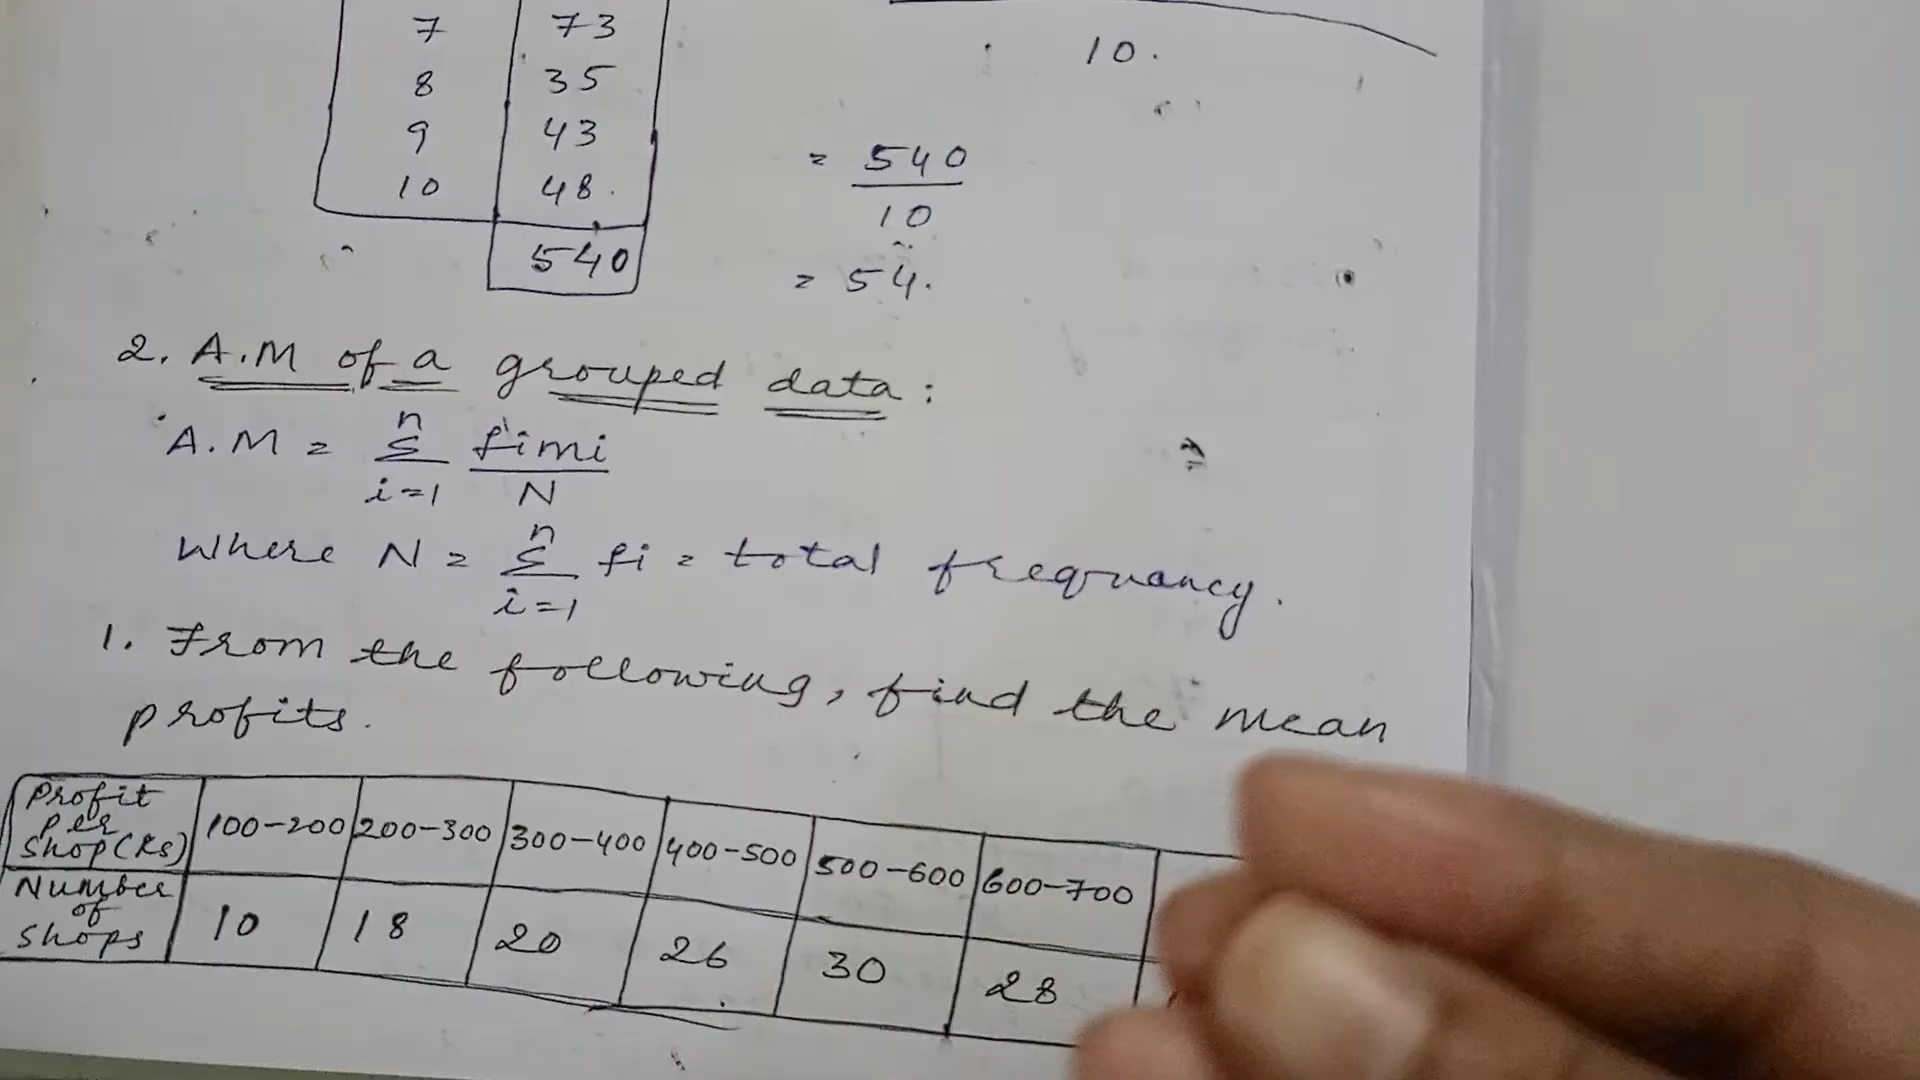 7 73
8 35
9 43
10 48.
540
10.
= 540
10
= 54.
2. A.M of a grouped data:
A.M = n Σ i=1 fimi
N
Where N = n Σ i=1 fi = total frequancy.
1. From the following, find the mean
profits.
Profit per Shop(Rs) 100-200 200-300 300-400 400-500 500-600 600-700
Number of Shops 10 18 20 26 30 28